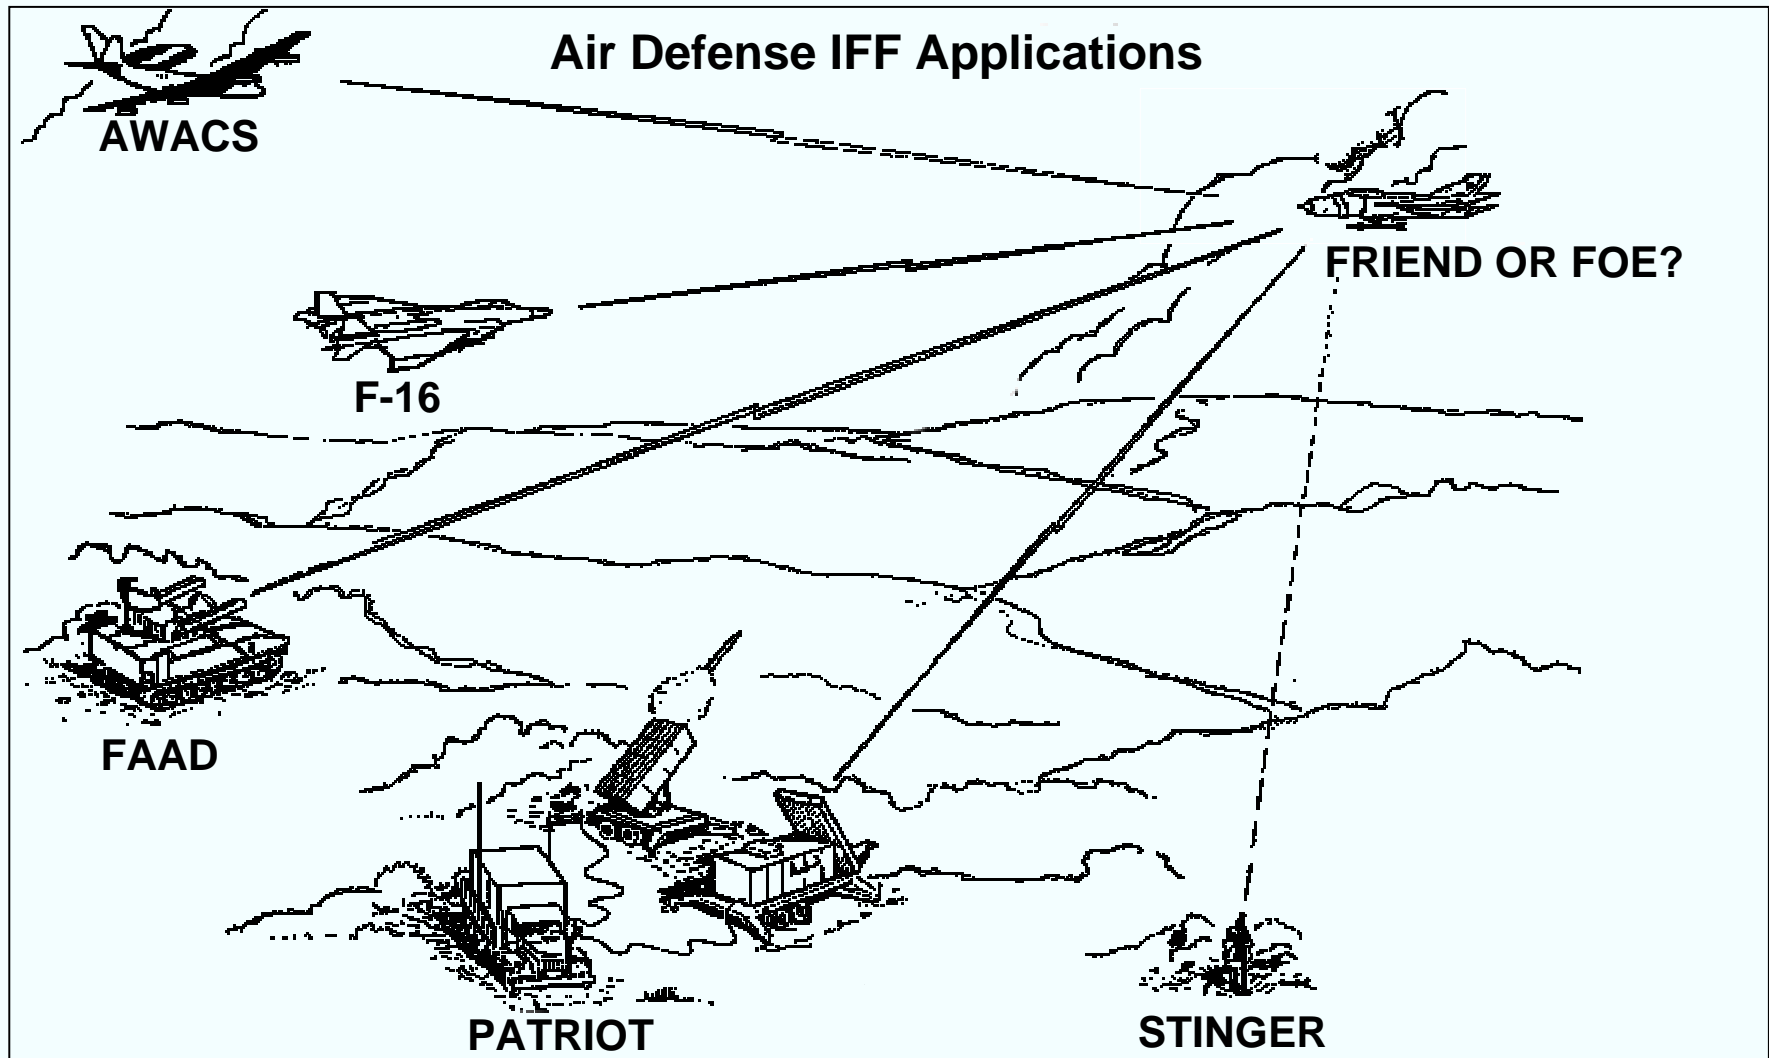 Air Defense IFF Applications
AWACS
FRIEND OR FOE?
F-16
FAAD
PATRIOT
STINGER